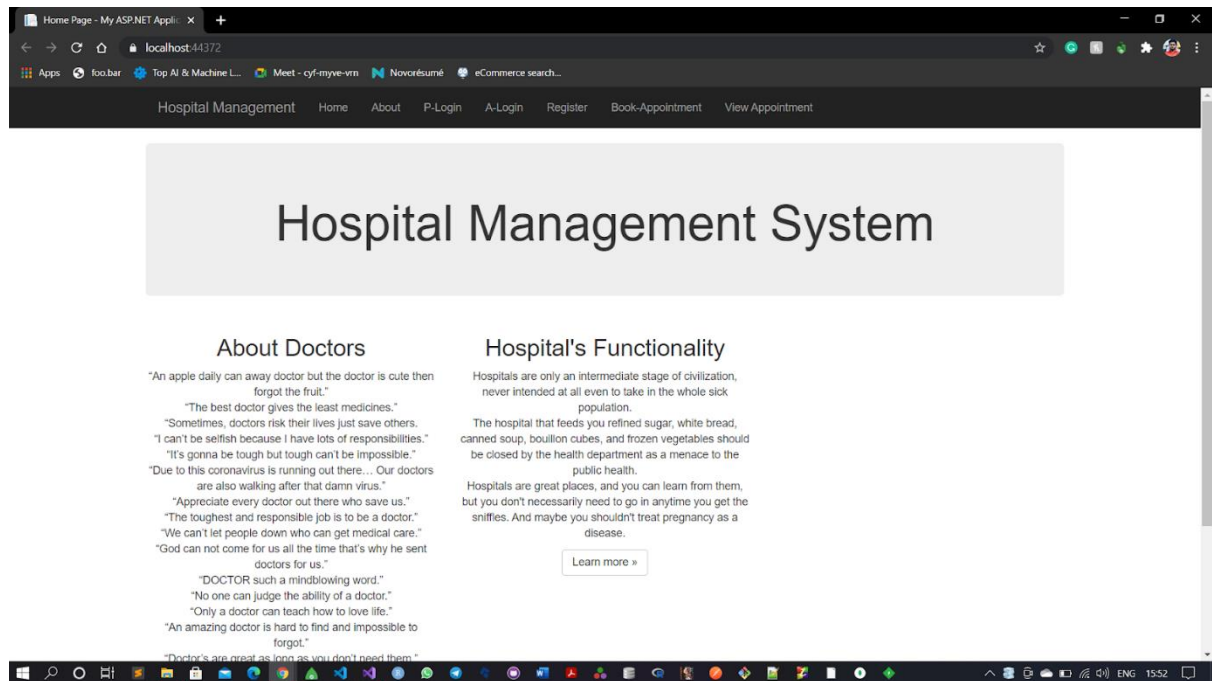 Home Page - My ASP.NET Applic
localhost:44372
Apps foo.bar Top AI & Machine L... Meet - cyf-myve-vrn Novorésumé eCommerce search...
Hospital Management Home About P-Login A-Login Register Book-Appointment View Appointment
Hospital Management System
About Doctors
“An apple daily can away doctor but the doctor is cute then
forgot the fruit.”
“The best doctor gives the least medicines.”
“Sometimes, doctors risk their lives just save others.
“I can’t be selfish because I have lots of responsibilities.”
“It’s gonna be tough but tough can’t be impossible.”
“Due to this coronavirus is running out there… Our doctors
are also walking after that damn virus.”
“Appreciate every doctor out there who save us.”
“The toughest and responsible job is to be a doctor.”
“We can’t let people down who can get medical care.”
“God can not come for us all the time that’s why he sent
doctors for us.”
“DOCTOR such a mindblowing word.”
“No one can judge the ability of a doctor.”
“Only a doctor can teach how to love life.”
“An amazing doctor is hard to find and impossible to
forgot.”
“Doctor’s are great as long as you don’t need them.”
Hospital's Functionality
Hospitals are only an intermediate stage of civilization,
never intended at all even to take in the whole sick
population.
The hospital that feeds you refined sugar, white bread,
canned soup, bouillon cubes, and frozen vegetables should
be closed by the health department as a menace to the
public health.
Hospitals are great places, and you can learn from them,
but you don't necessarily need to go in anytime you get the
sniffles. And maybe you shouldn't treat pregnancy as a
disease.
Learn more »
ENG 15:52